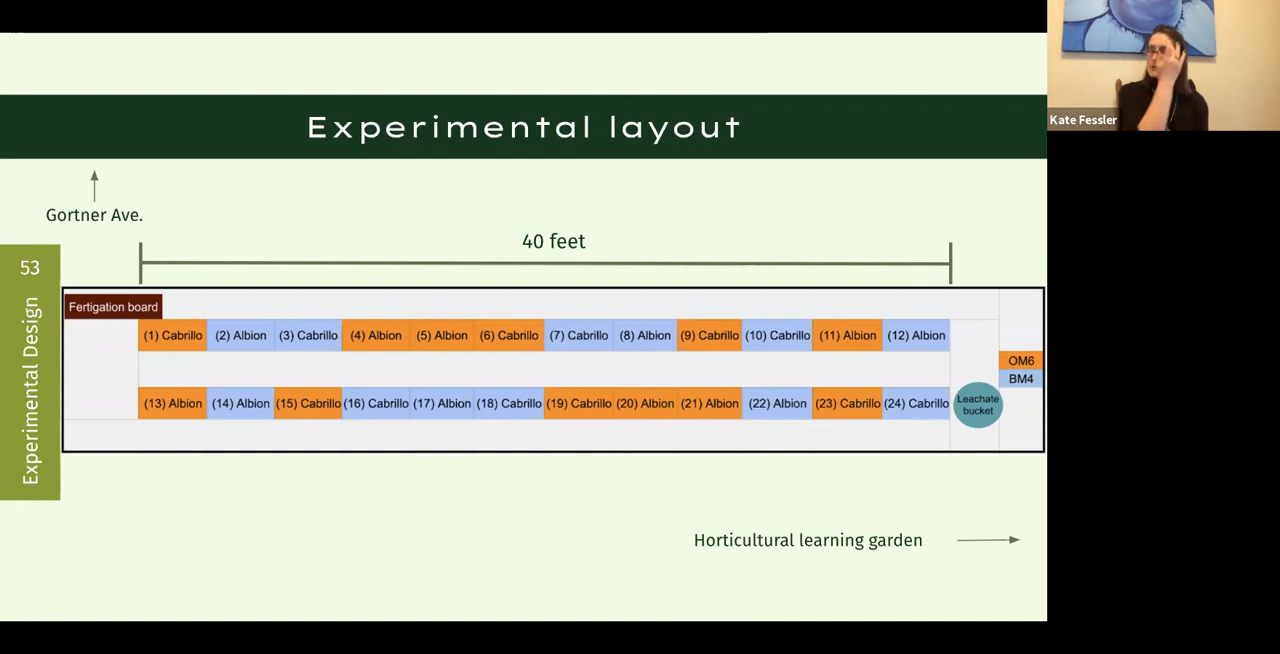 Experimental layout
Gortner Ave.
40 feet
53
Experimental Design
Fertigation board
(1) Cabrillo (2) Albion (3) Cabrillo (4) Albion (5) Albion (6) Cabrillo (7) Cabrillo (8) Albion (9) Cabrillo (10) Cabrillo (11) Albion (12) Albion
OM6
BM4
(13) Albion (14) Albion (15) Cabrillo (16) Cabrillo (17) Albion (18) Cabrillo (19) Cabrillo (20) Albion (21) Albion (22) Albion (23) Cabrillo (24) Cabrillo
Leachate
bucket
Horticultural learning garden
Kate Fessler